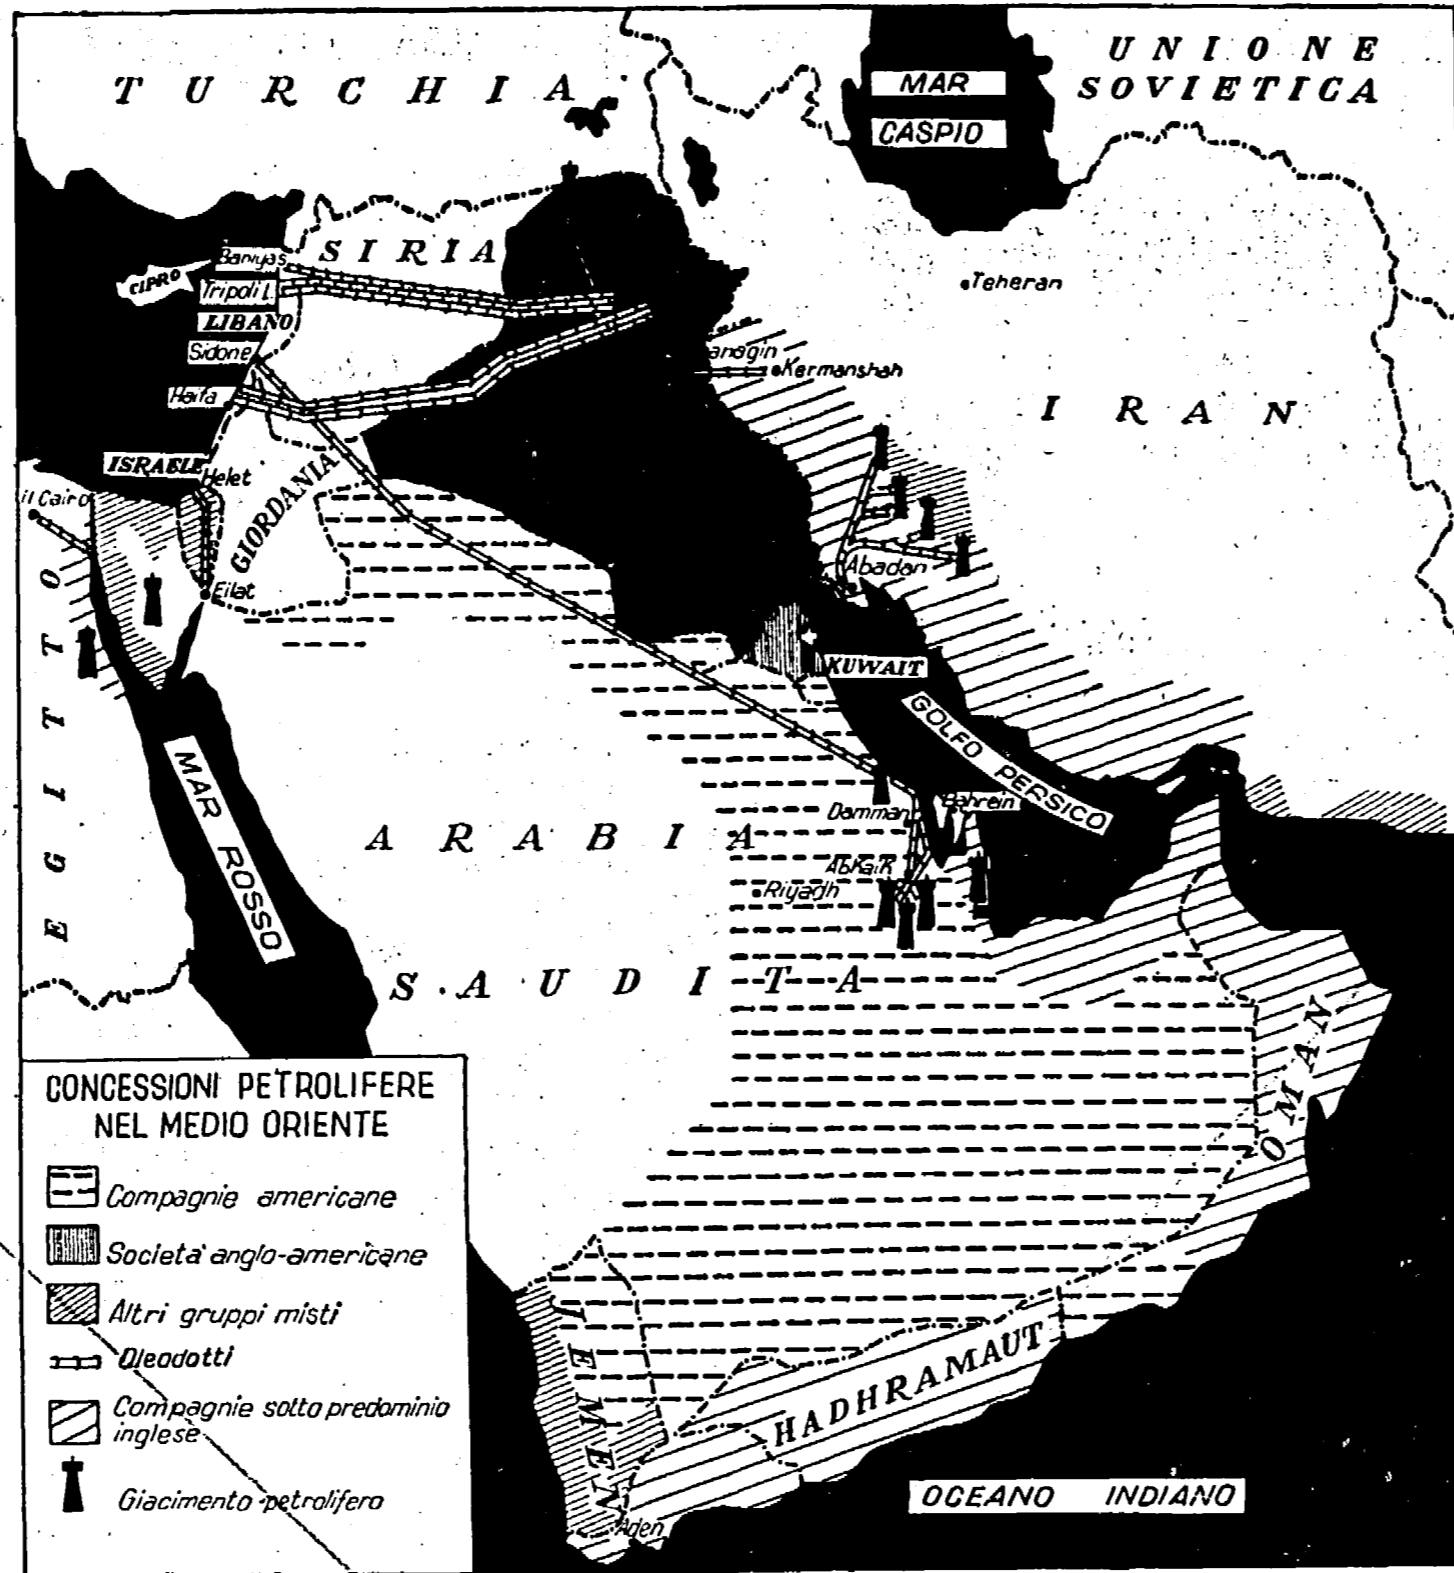 TURCHIA
MAR
CASPIO
UNIONE
SOVIETICA
SIRIA
Baniyas
CIPRO
Tripoli L.
LIBANO
Sidone
Haifa
Teheran
anagin
Kermanshah
IRAN
ISRAELE
Helet
il Cairo
GIORDANIA
Eilat
Abadan
KUWAIT
EGITTO
MAR ROSSO
GOLFO PERSICO
Damman
Bahrein
ARABIA
Abkaik
Riyadh
SAUDITA
OMAN
CONCESSIONI PETROLIFERE
NEL MEDIO ORIENTE
Compagnie americane
Società anglo-americane
Altri gruppi misti
Oleodotti
Compagnie sotto predominio
inglese
Giacimento petrolifero
IEMEN
HADHRAMAUT
Aden
OCEANO INDIANO